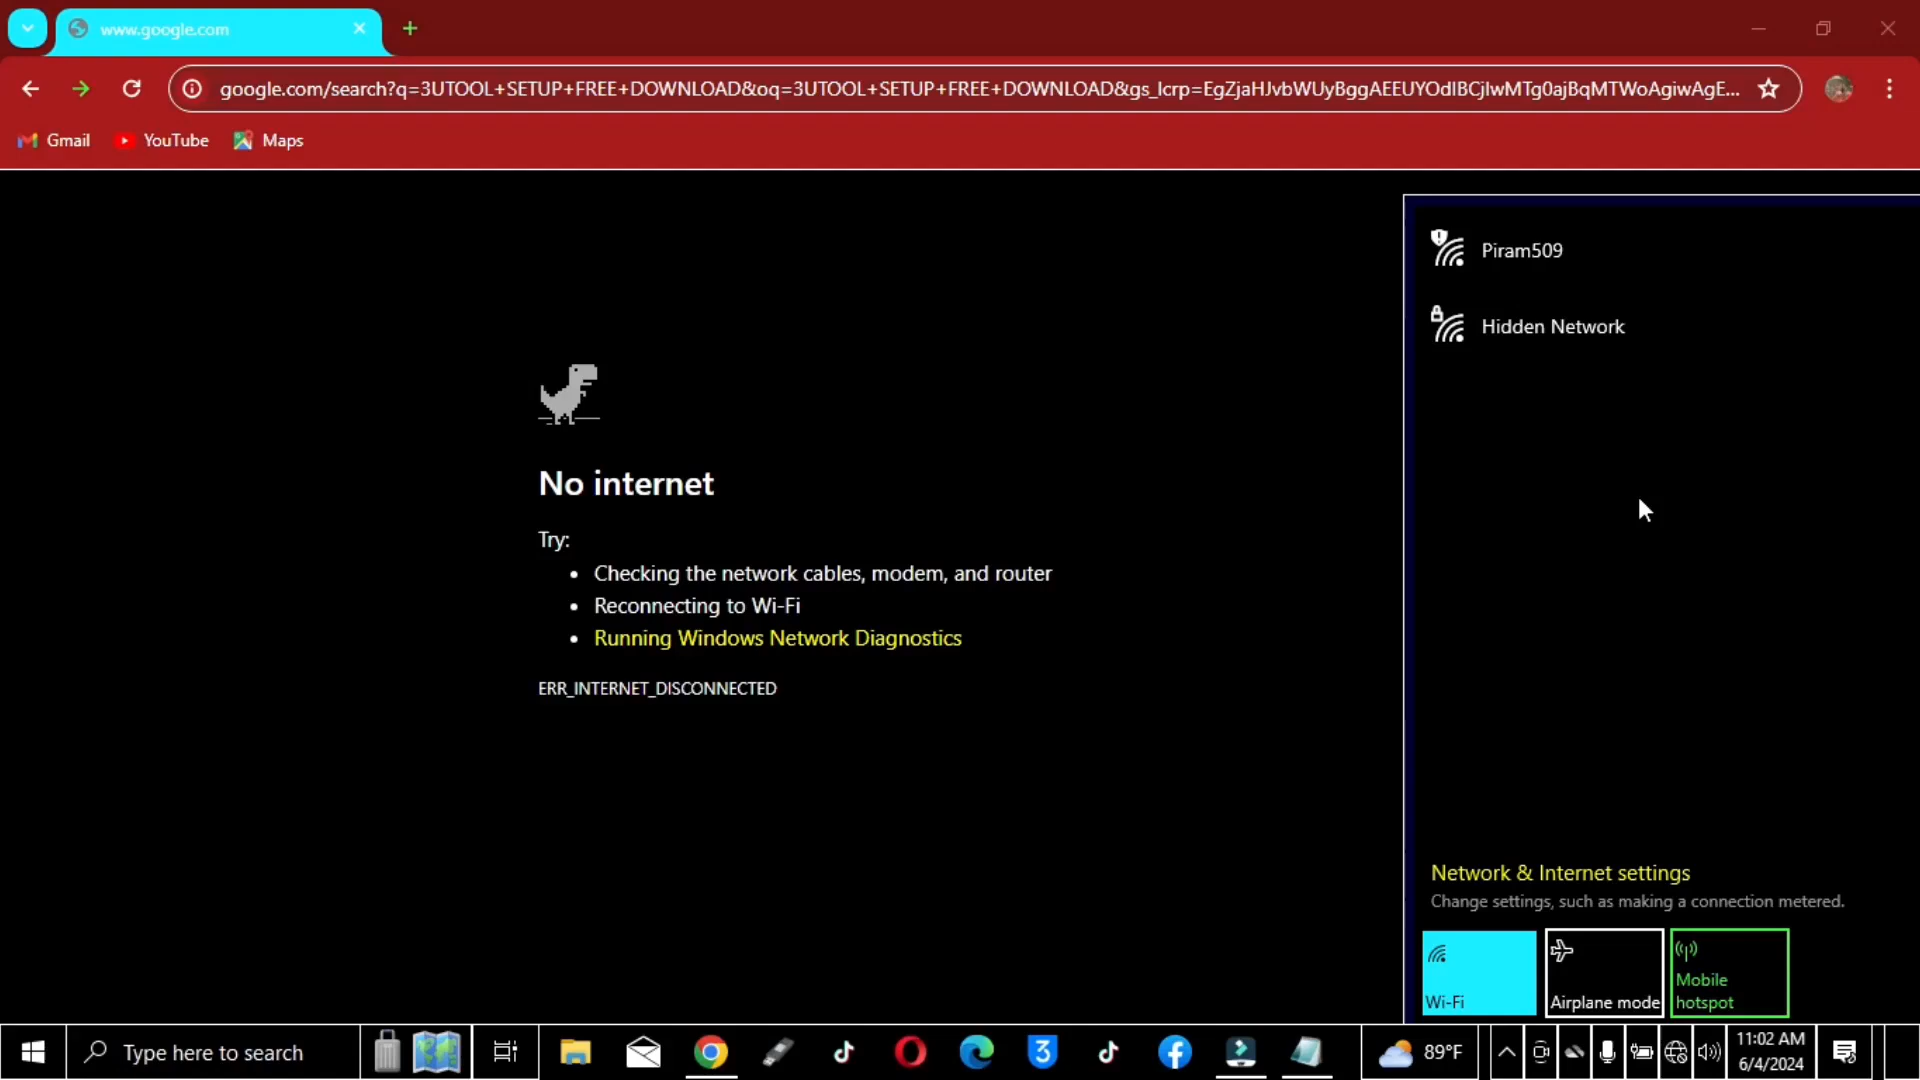 www.google.com
google.com/search?q=3UTOOL+SETUP+FREE+DOWNLOAD&oq=3UTOOL+SETUP+FREE+DOWNLOAD&gs_lcrp=EgZjaHJvbWUyBggAEEUYOdIBCjIwMTg0ajBqMTWoAgiwAgE...
Gmail YouTube Maps
Piram509
Hidden Network
No internet
Try:
• Checking the network cables, modem, and router
• Reconnecting to Wi-Fi
• Running Windows Network Diagnostics
ERR_INTERNET_DISCONNECTED
Network & Internet settings
Change settings, such as making a connection metered.
Wi-Fi
Airplane mode
Mobile
hotspot
Type here to search
3
89°F
11:02 AM
6/4/2024